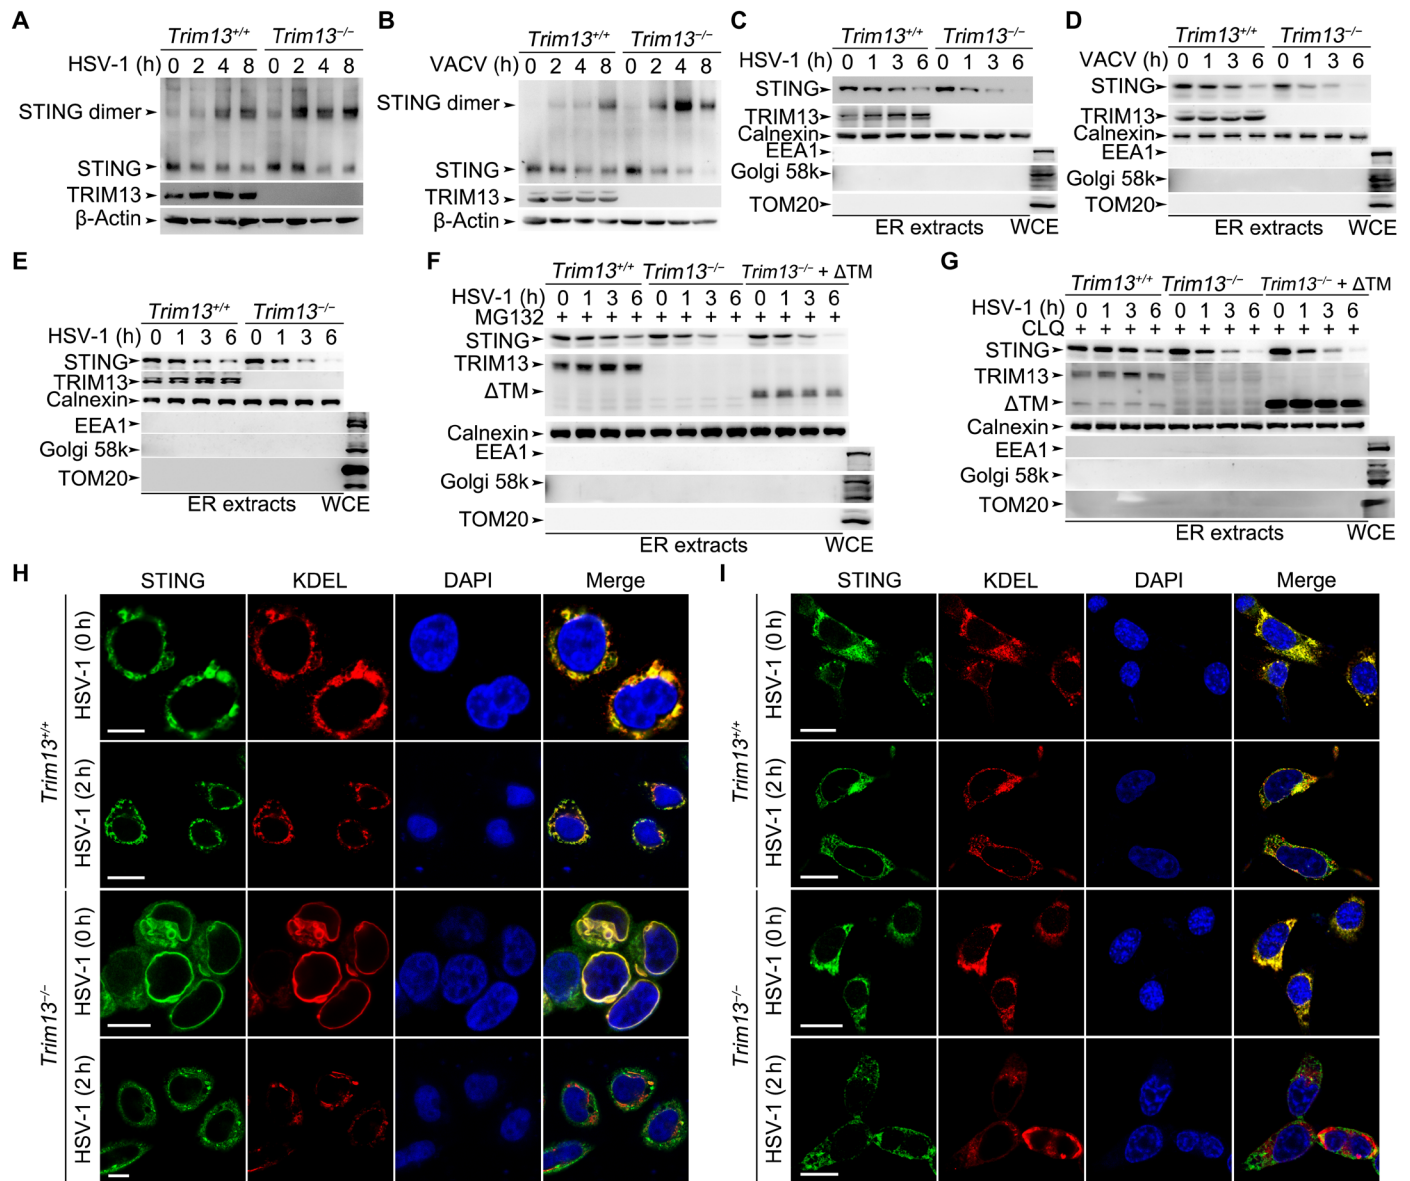 A
Trim13+/+ Trim13−/−
HSV-1 (h) 0 2 4 8 0 2 4 8
STING dimer
STING
TRIM13
β-Actin
B
Trim13+/+ Trim13−/−
VACV (h) 0 2 4 8 0 2 4 8
STING dimer
STING
TRIM13
β-Actin
C
Trim13+/+ Trim13−/−
HSV-1 (h) 0 1 3 6 0 1 3 6
STING
TRIM13
Calnexin
EEA1
Golgi 58k
TOM20
ER extracts WCE
D
Trim13+/+ Trim13−/−
VACV (h) 0 1 3 6 0 1 3 6
STING
TRIM13
Calnexin
EEA1
Golgi 58k
TOM20
ER extracts WCE
E
Trim13+/+ Trim13−/−
HSV-1 (h) 0 1 3 6 0 1 3 6
STING
TRIM13
Calnexin
EEA1
Golgi 58k
TOM20
ER extracts WCE
F
Trim13+/+ Trim13−/− Trim13−/− + ΔTM
HSV-1 (h) 0 1 3 6 0 1 3 6 0 1 3 6
MG132 + + + + + + + + + + + +
STING
TRIM13
ΔTM
Calnexin
EEA1
Golgi 58k
TOM20
ER extracts WCE
G
Trim13+/+ Trim13−/− Trim13−/− + ΔTM
HSV-1 (h) 0 1 3 6 0 1 3 6 0 1 3 6
CLQ + + + + + + + + + + + +
STING
TRIM13
ΔTM
Calnexin
EEA1
Golgi 58k
TOM20
ER extracts WCE
H
STING KDEL DAPI Merge
Trim13+/+
HSV-1 (0 h)
HSV-1 (2 h)
Trim13−/−
HSV-1 (0 h)
HSV-1 (2 h)
I
STING KDEL DAPI Merge
Trim13+/+
HSV-1 (0 h)
HSV-1 (2 h)
Trim13−/−
HSV-1 (0 h)
HSV-1 (2 h)